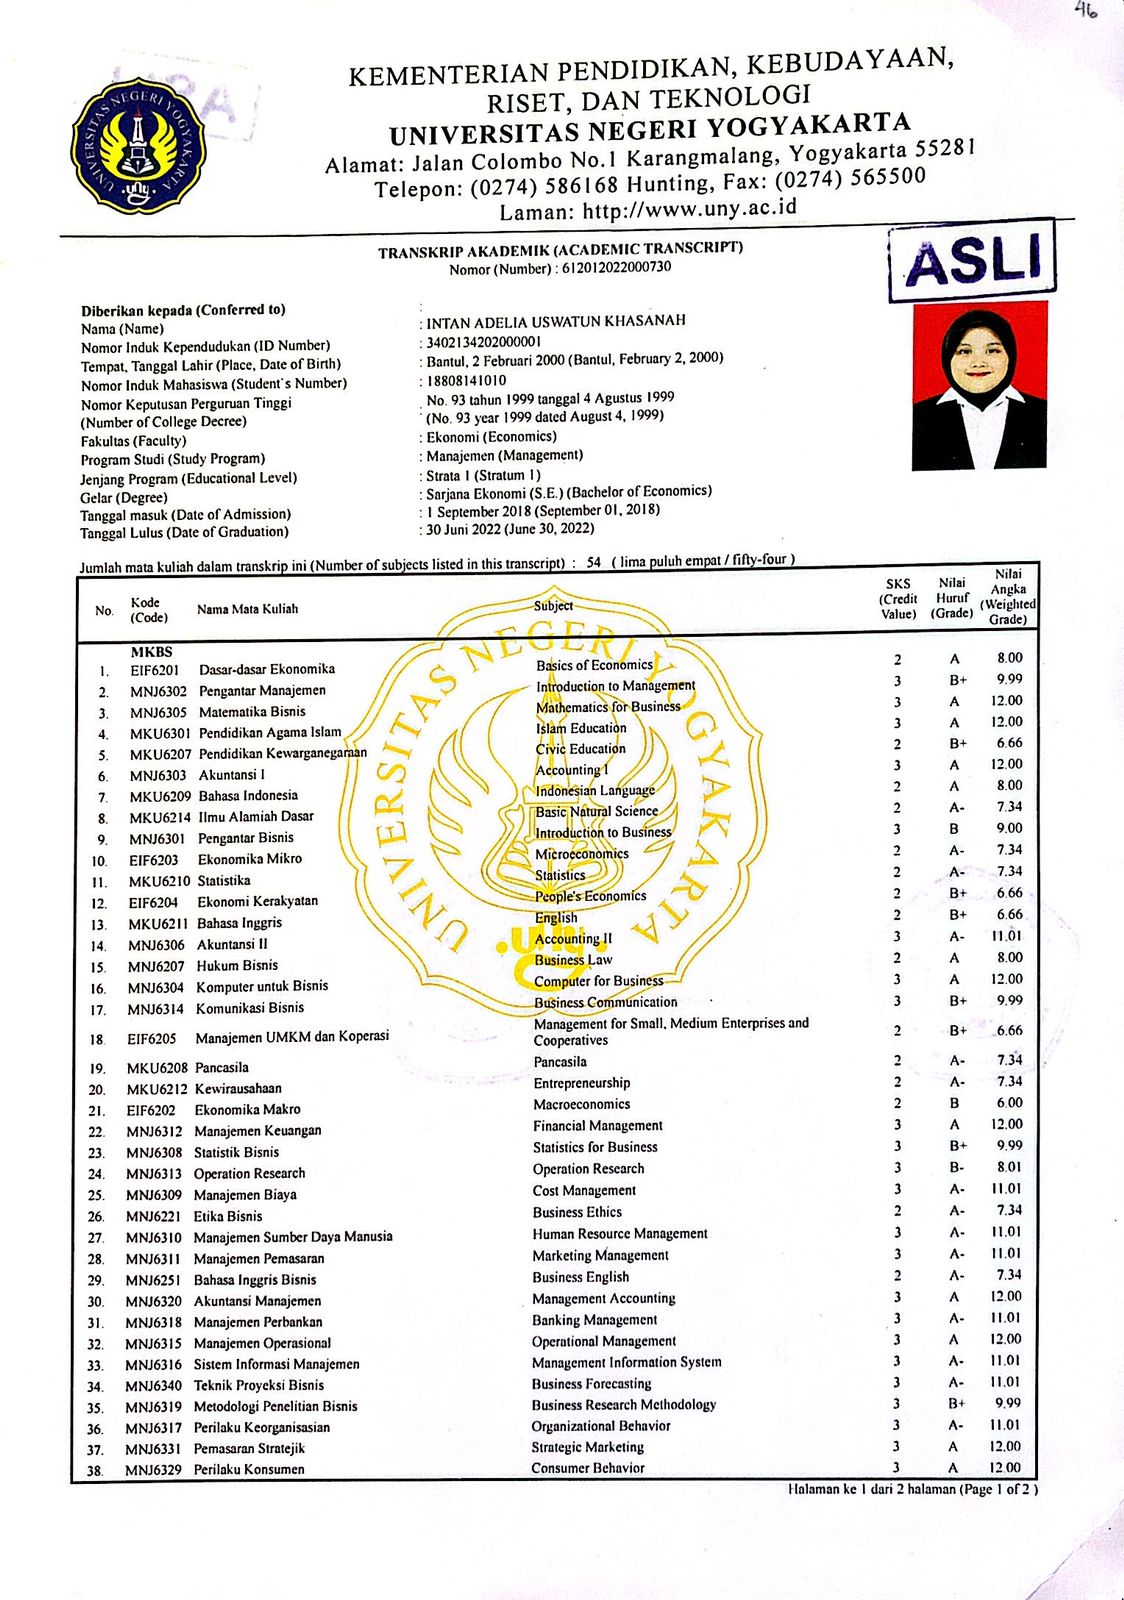 46
KEMENTERIAN PENDIDIKAN, KEBUDAYAAN,
RISET, DAN TEKNOLOGI
UNIVERSITAS NEGERI YOGYAKARTA
Alamat: Jalan Colombo No.1 Karangmalang, Yogyakarta 55281
Telepon: (0274) 586168 Hunting, Fax: (0274) 565500
Laman: http://www.uny.ac.id
UNIVERSITAS NEGERI YOGYAKARTA
uny
TRANSKRIP AKADEMIK (ACADEMIC TRANSCRIPT)
Nomor (Number) : 612012022000730
ASLI
Diberikan kepada (Conferred to) :
Nama (Name) : INTAN ADELIA USWATUN KHASANAH
Nomor Induk Kependudukan (ID Number) : 3402134202000001
Tempat, Tanggal Lahir (Place, Date of Birth) : Bantul, 2 Februari 2000 (Bantul, February 2, 2000)
Nomor Induk Mahasiswa (Student`s Number) : 18808141010
Nomor Keputusan Perguruan Tinggi : No. 93 tahun 1999 tanggal 4 Agustus 1999
(Number of College Decree) (No. 93 year 1999 dated August 4, 1999)
Fakultas (Faculty) : Ekonomi (Economics)
Program Studi (Study Program) : Manajemen (Management)
Jenjang Program (Educational Level) : Strata 1 (Stratum 1)
Gelar (Degree) : Sarjana Ekonomi (S.E.) (Bachelor of Economics)
Tanggal masuk (Date of Admission) : 1 September 2018 (September 01, 2018)
Tanggal Lulus (Date of Graduation) : 30 Juni 2022 (June 30, 2022)
Jumlah mata kuliah dalam transkrip ini (Number of subjects listed in this transcript) : 54 ( lima puluh empat / fifty-four )
No. Kode (Code) Nama Mata Kuliah Subject SKS (Credit Value) Nilai Huruf (Grade) Nilai Angka (Weighted Grade)
MKBS
1. EIF6201 Dasar-dasar Ekonomika Basics of Economics 2 A 8.00
2. MNJ6302 Pengantar Manajemen Introduction to Management 3 B+ 9.99
3. MNJ6305 Matematika Bisnis Mathematics for Business 3 A 12.00
4. MKU6301 Pendidikan Agama Islam Islam Education 3 A 12.00
5. MKU6207 Pendidikan Kewarganegaraan Civic Education 2 B+ 6.66
6. MNJ6303 Akuntansi I Accounting I 3 A 12.00
7. MKU6209 Bahasa Indonesia Indonesian Language 2 A 8.00
8. MKU6214 Ilmu Alamiah Dasar Basic Natural Science 2 A- 7.34
9. MNJ6301 Pengantar Bisnis Introduction to Business 3 B 9.00
10. EIF6203 Ekonomika Mikro Microeconomics 2 A- 7.34
11. MKU6210 Statistika Statistics 2 A- 7.34
12. EIF6204 Ekonomi Kerakyatan People's Economics 2 B+ 6.66
13. MKU6211 Bahasa Inggris English 2 B+ 6.66
14. MNJ6306 Akuntansi II Accounting II 3 A- 11.01
15. MNJ6207 Hukum Bisnis Business Law 2 A 8.00
16. MNJ6304 Komputer untuk Bisnis Computer for Business 3 A 12.00
17. MNJ6314 Komunikasi Bisnis Business Communication 3 B+ 9.99
18. EIF6205 Manajemen UMKM dan Koperasi Management for Small, Medium Enterprises and Cooperatives 2 B+ 6.66
19. MKU6208 Pancasila Pancasila 2 A- 7.34
20. MKU6212 Kewirausahaan Entrepreneurship 2 A- 7.34
21. EIF6202 Ekonomika Makro Macroeconomics 2 B 6.00
22. MNJ6312 Manajemen Keuangan Financial Management 3 A 12.00
23. MNJ6308 Statistik Bisnis Statistics for Business 3 B+ 9.99
24. MNJ6313 Operation Research Operation Research 3 B- 8.01
25. MNJ6309 Manajemen Biaya Cost Management 3 A- 11.01
26. MNJ6221 Etika Bisnis Business Ethics 2 A- 7.34
27. MNJ6310 Manajemen Sumber Daya Manusia Human Resource Management 3 A- 11.01
28. MNJ6311 Manajemen Pemasaran Marketing Management 3 A- 11.01
29. MNJ6251 Bahasa Inggris Bisnis Business English 2 A- 7.34
30. MNJ6320 Akuntansi Manajemen Management Accounting 3 A 12.00
31. MNJ6318 Manajemen Perbankan Banking Management 3 A- 11.01
32. MNJ6315 Manajemen Operasional Operational Management 3 A 12.00
33. MNJ6316 Sistem Informasi Manajemen Management Information System 3 A- 11.01
34. MNJ6340 Teknik Proyeksi Bisnis Business Forecasting 3 A- 11.01
35. MNJ6319 Metodologi Penelitian Bisnis Business Research Methodology 3 B+ 9.99
36. MNJ6317 Perilaku Keorganisasian Organizational Behavior 3 A- 11.01
37. MNJ6331 Pemasaran Stratejik Strategic Marketing 3 A 12.00
38. MNJ6329 Perilaku Konsumen Consumer Behavior 3 A 12.00
UNIVERSITAS NEGERI YOGYAKARTA
uny
Halaman ke 1 dari 2 halaman (Page 1 of 2 )